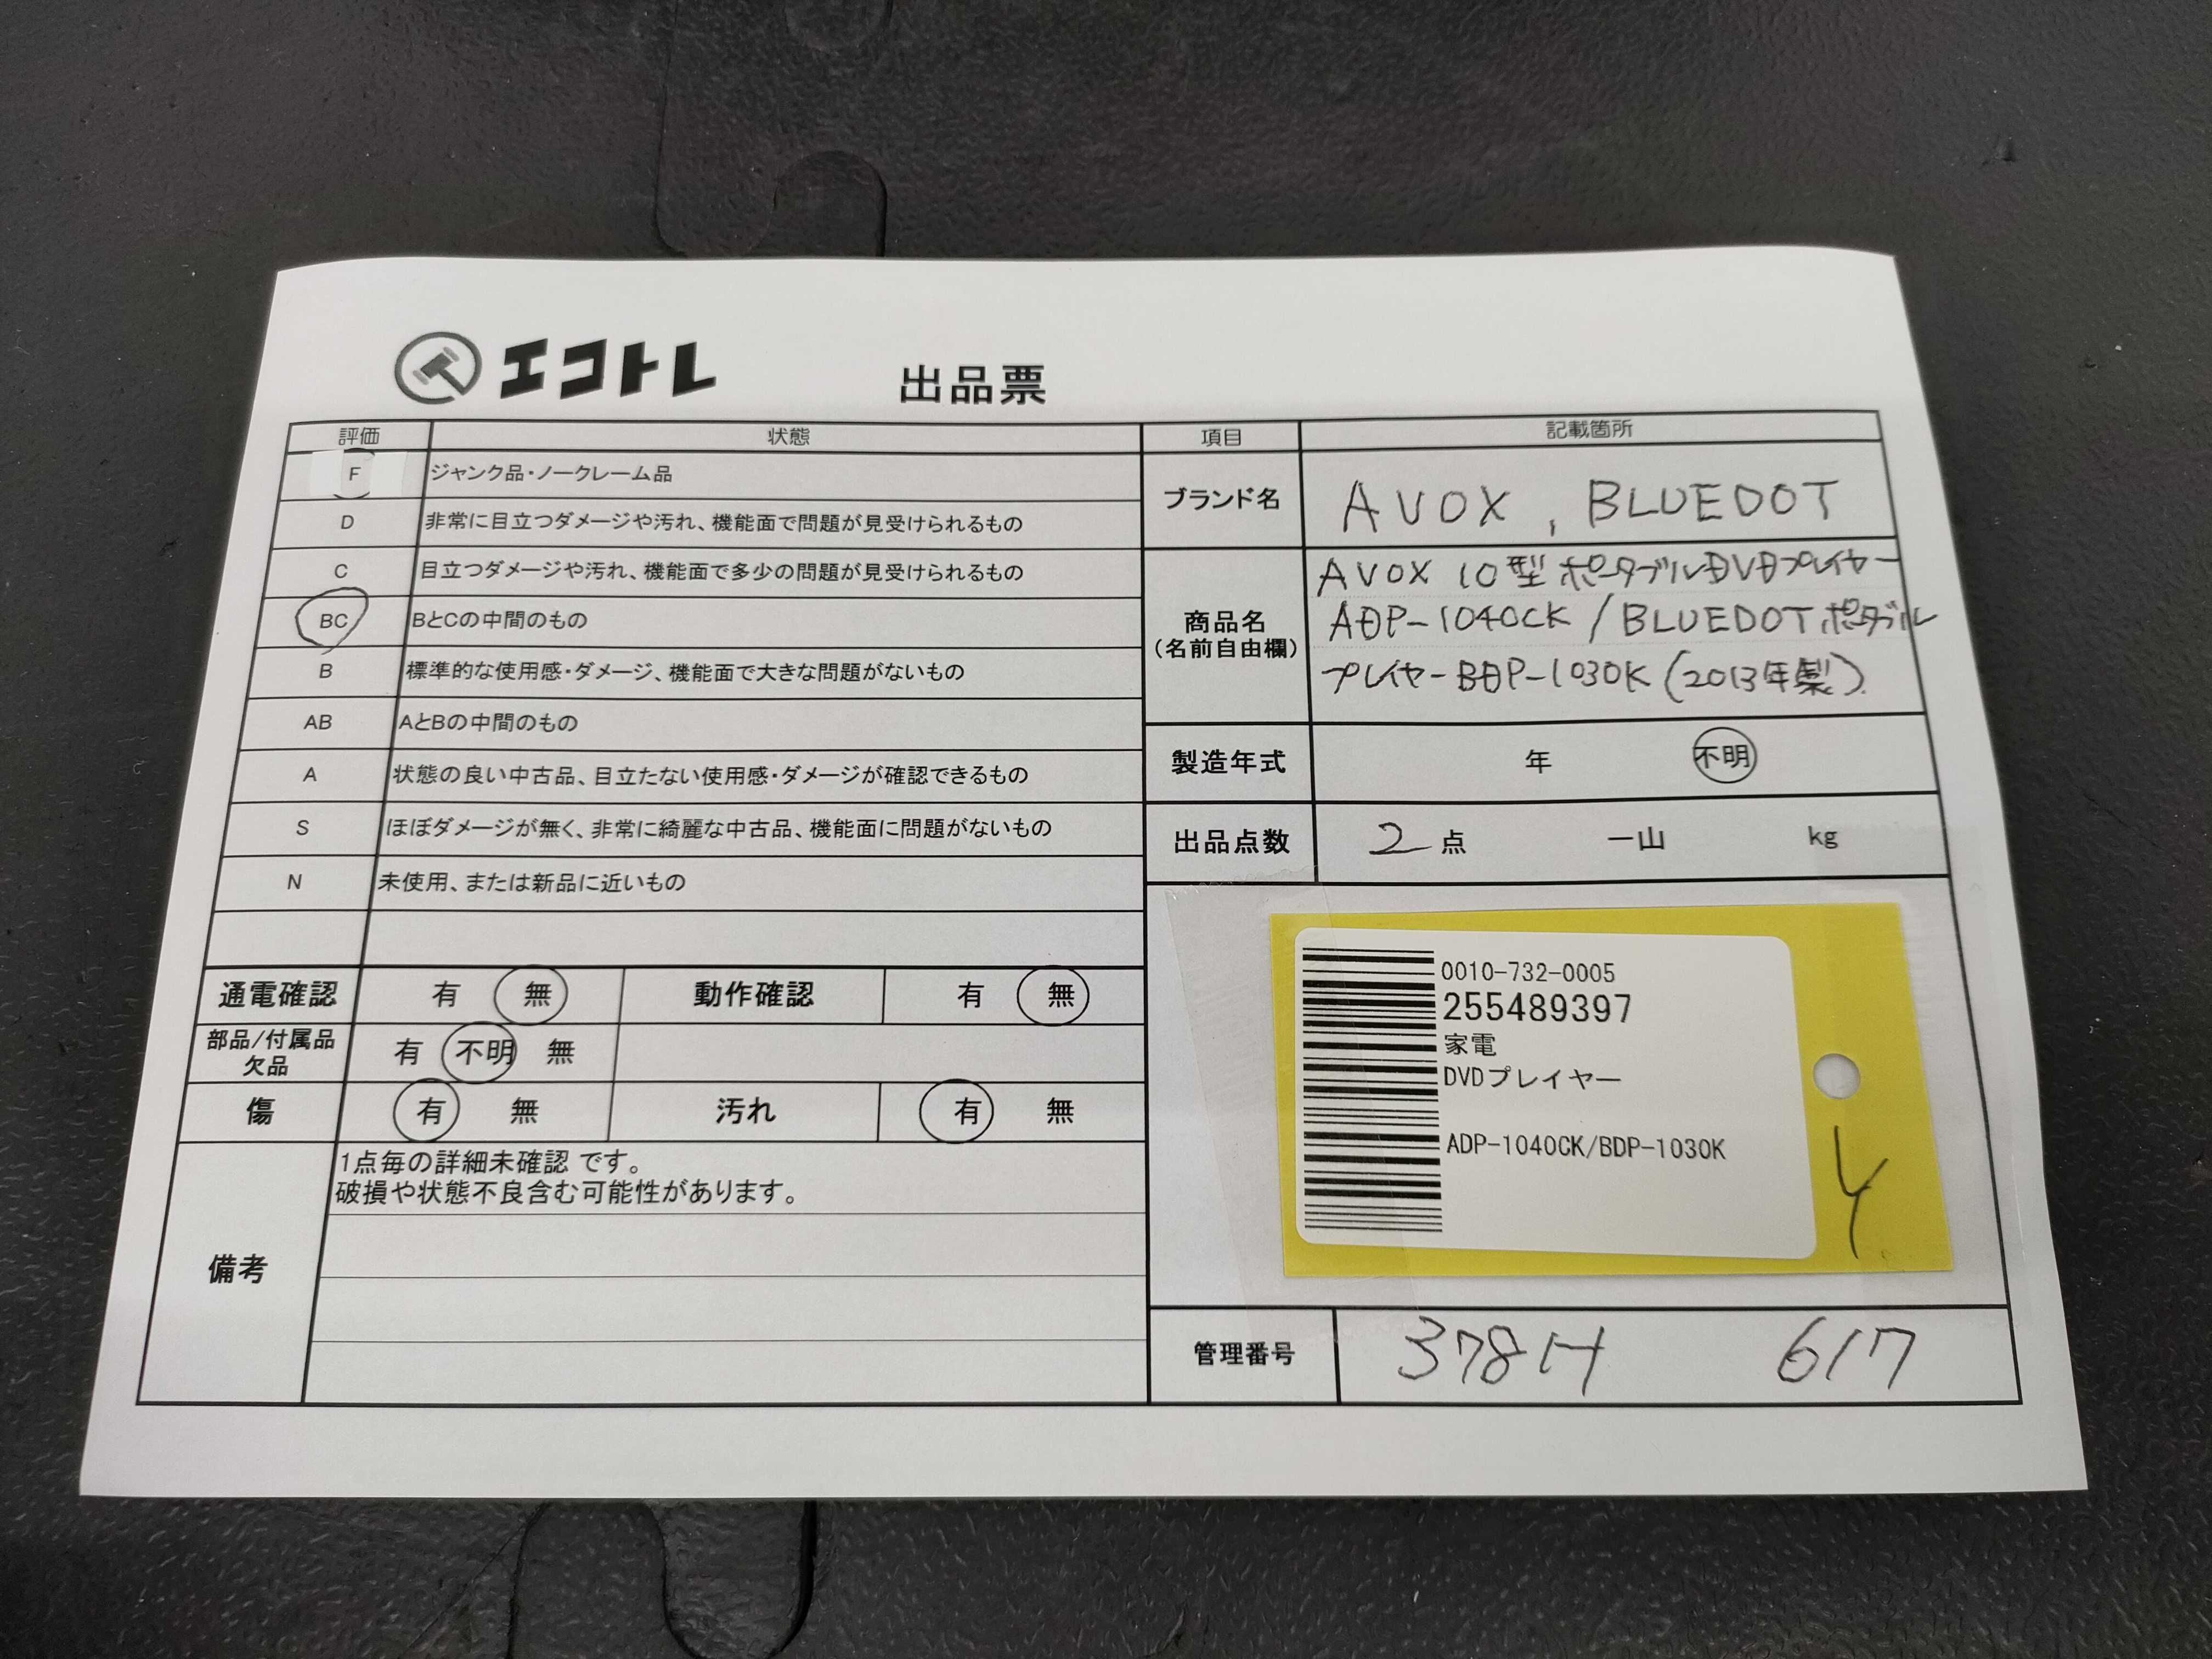 エコトレ 出品票
評価 状態
F ジャンク品・ノークレーム品
D 非常に目立つダメージや汚れ、機能面で問題が見受けられるもの
C 目立つダメージや汚れ、機能面で多少の問題が見受けられるもの
BC BとCの中間のもの
B 標準的な使用感・ダメージ、機能面で大きな問題がないもの
AB AとBの中間のもの
A 状態の良い中古品、目立たない使用感・ダメージが確認できるもの
S ほぼダメージが無く、非常に綺麗な中古品、機能面に問題がないもの
N 未使用、または新品に近いもの
通電確認 有 無 動作確認 有 無
部品/付属品
欠品 有 不明 無
傷 有 無 汚れ 有 無
備考
1点毎の詳細未確認 です。
破損や状態不良含む可能性があります。
項目 記載箇所
ブランド名 AVOX, BLUEDOT
商品名
(名前自由欄)
AVOX 10型 ポータブルDVDプレイヤー
ADP-1040CK / BLUEDOT ポータブル
プレイヤー BDP-1030K (2013年製)
製造年式 年 不明
出品点数 2 点 一山 kg
0010-732-0005
255489397
家電
DVDプレイヤー
ADP-1040CK/BDP-1030K
管理番号 378H 617